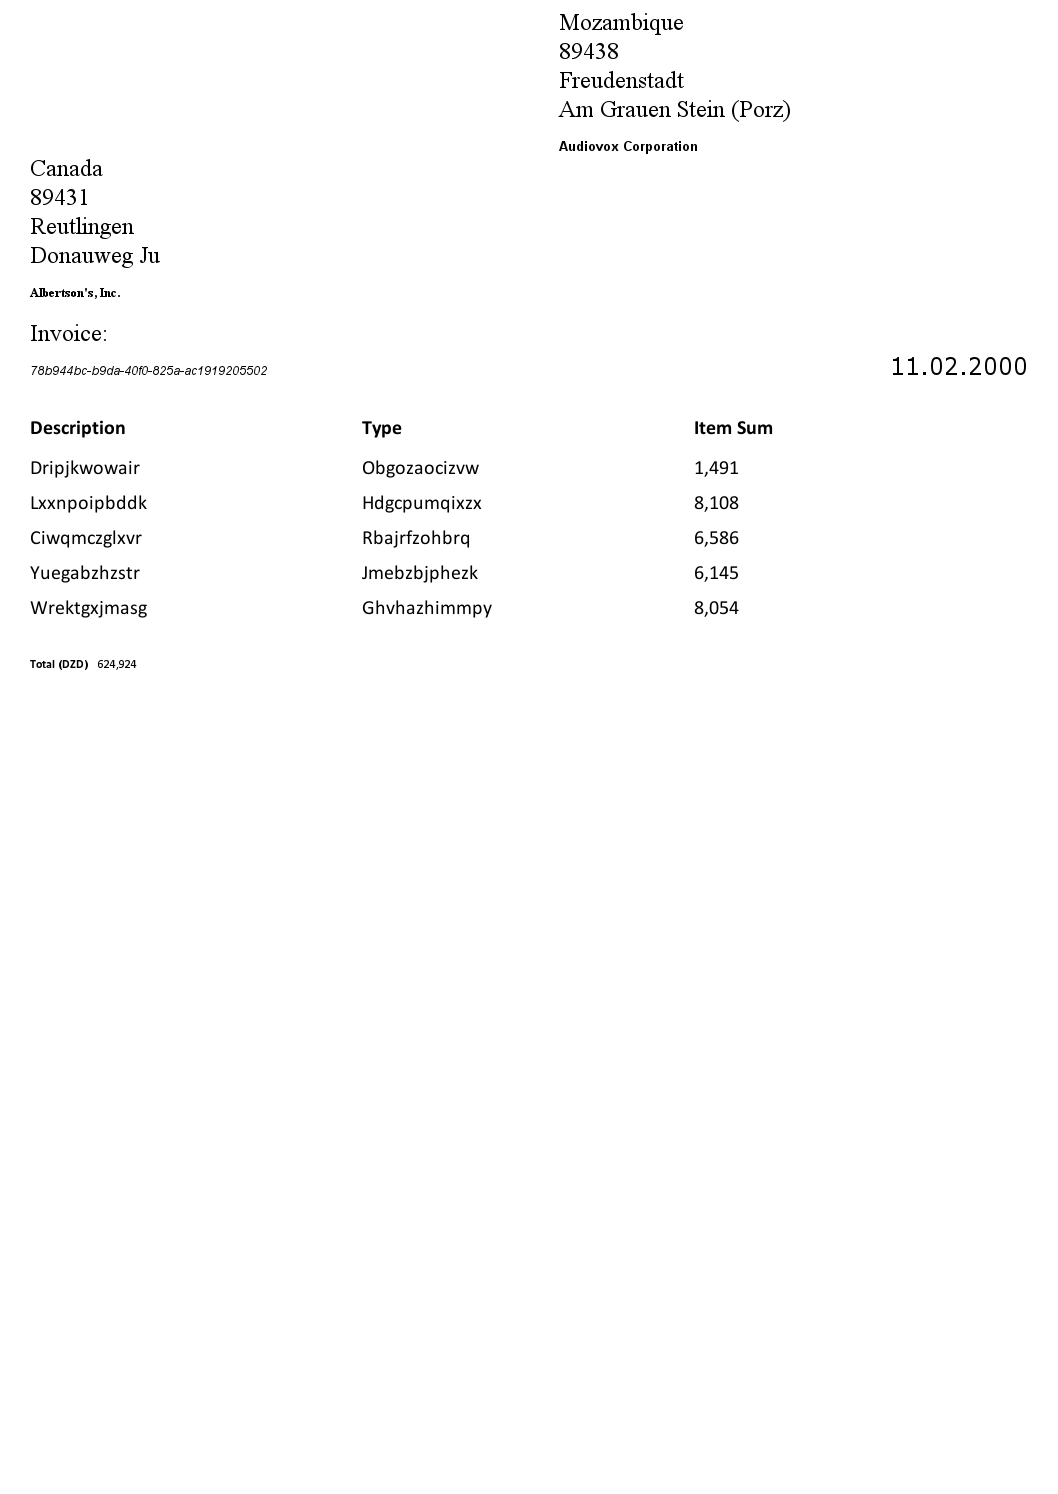 Mozambique
89438
Freudenstadt
Am Grauen Stein (Porz)
Audiovox Corporation
Canada
89431
Reutlingen
Donauweg Ju
Albertson's, Inc.
Invoice:
78b944bc-b9da-40f0-825a-ac1919205502 11.02.2000
Description Type Item Sum
Dripjkwowair Obgozaocizvw 1,491
Lxxnpoipbddk Hdgcpumqixzx 8,108
Ciwqmczglxvr Rbajrfzohbrq 6,586
Yuegabzhzstr Jmebzbjphezk 6,145
Wrektgxjmasg Ghvhazhimmpy 8,054
Total (DZD) 624,924